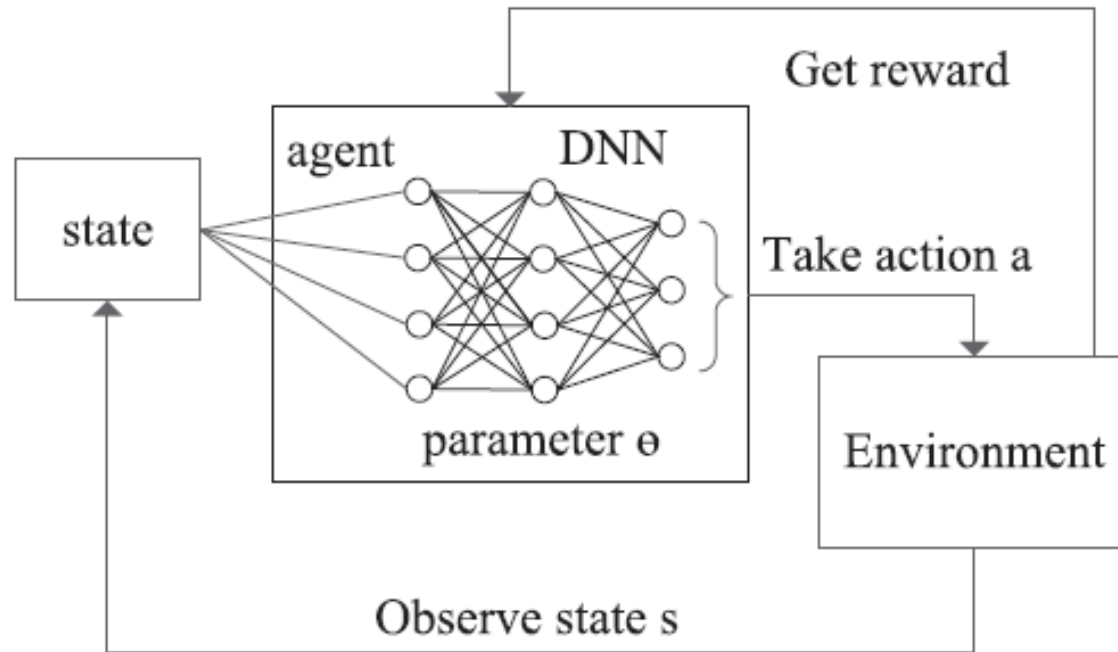 Get reward
agent
DNN
state
Take action a
parameter ɵ
Environment
Observe state s